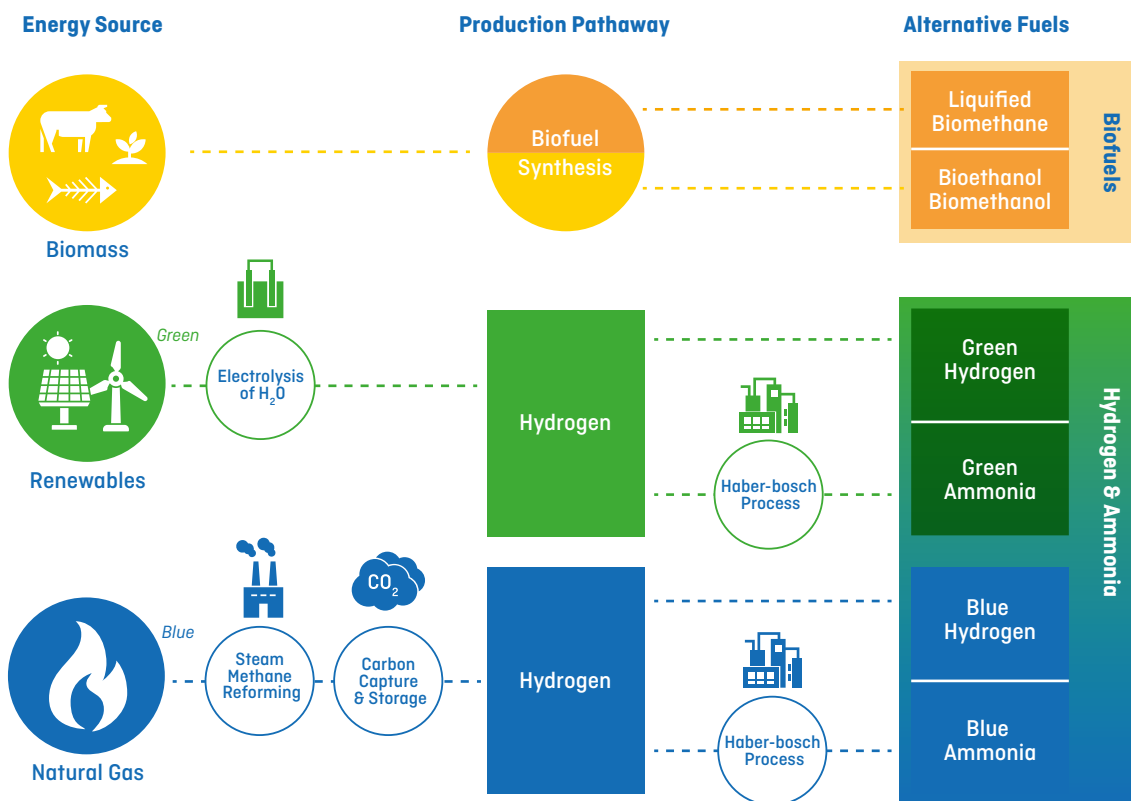 Energy Source
Production Pathway
Alternative Fuels
Biofuel
Synthesis
Liquified
Biomethane
Bioethanol
Biomethanol
Biofuels
Biomass
Green
Electrolysis
of H₂O
Renewables
Hydrogen
Haber-bosch
Process
Green
Hydrogen
Green
Ammonia
Hydrogen & Ammonia
Blue
Steam
Methane
Reforming
CO₂
Carbon
Capture
& Storage
Natural Gas
Hydrogen
Haber-bosch
Process
Blue
Hydrogen
Blue
Ammonia